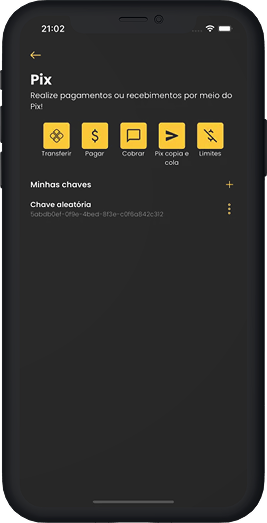 21:02
Pix
Realize pagamentos ou recebimentos por meio do
Pix!
Transferir Pagar Cobrar Pix copia e
cola Limites
Minhas chaves
Chave aleatória
5abdb0ef-0f9e-4bed-8f2e-c0f6a842c312